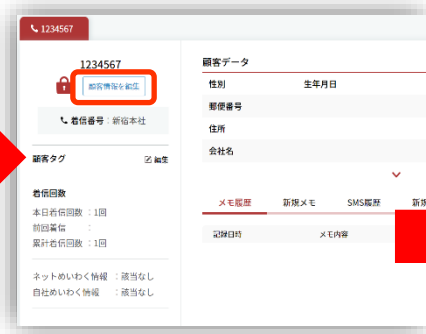 1234567
1234567
顧客情報を編集
着信番号：新宿本社
顧客タグ 編集
着信回数
本日着信回数 ：1回
前回着信 ：
累計着信回数 ：1回
ネットめいわく情報 ：該当なし
自社めいわく情報 ：該当なし
顧客データ
性別 生年月日
郵便番号
住所
会社名
メモ履歴 新規メモ SMS履歴 新規
記録日時 メモ内容